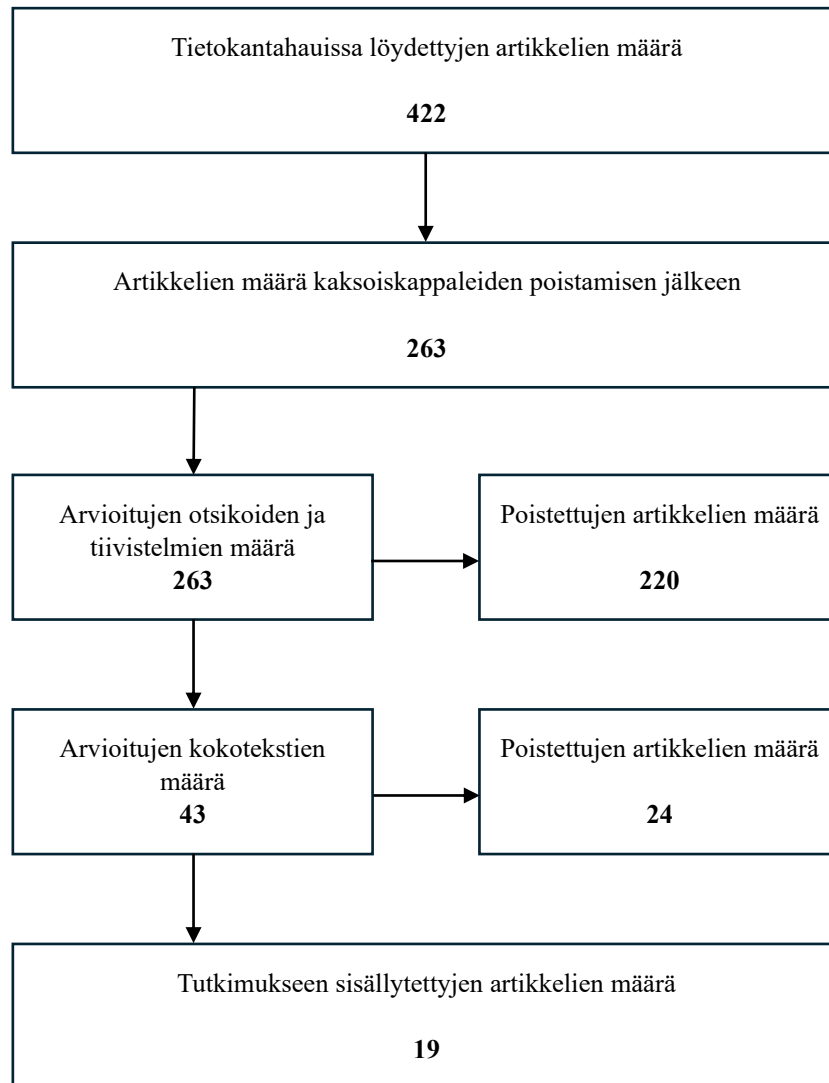 Tietokantahauissa löydettyjen artikkelien määrä
422
Artikkelien määrä kaksoiskappaleiden poistamisen jälkeen
263
Arvioitujen otsikoiden ja
tiivistelmien määrä
263
Poistettujen artikkelien määrä
220
Arvioitujen kokotekstien
määrä
43
Poistettujen artikkelien määrä
24
Tutkimukseen sisällytettyjen artikkelien määrä
19